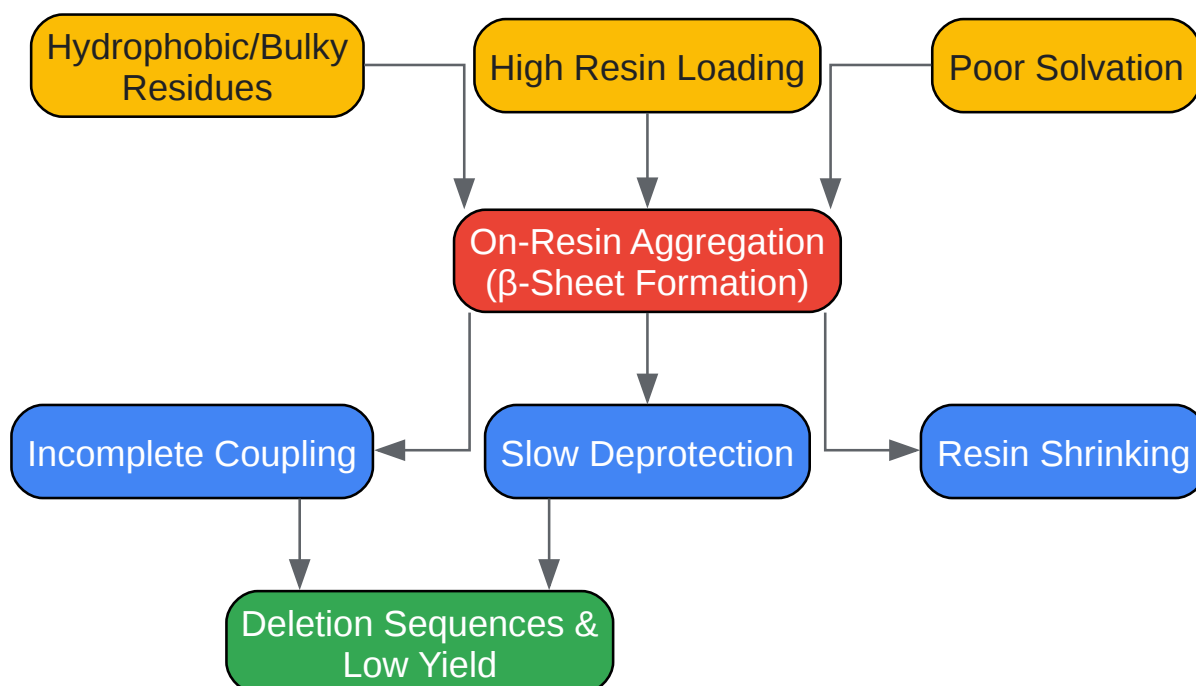 Hydrophobic/Bulky
Residues
High Resin Loading
Poor Solvation
On-Resin Aggregation
(β-Sheet Formation)
Incomplete Coupling
Slow Deprotection
Resin Shrinking
Deletion Sequences &
Low Yield